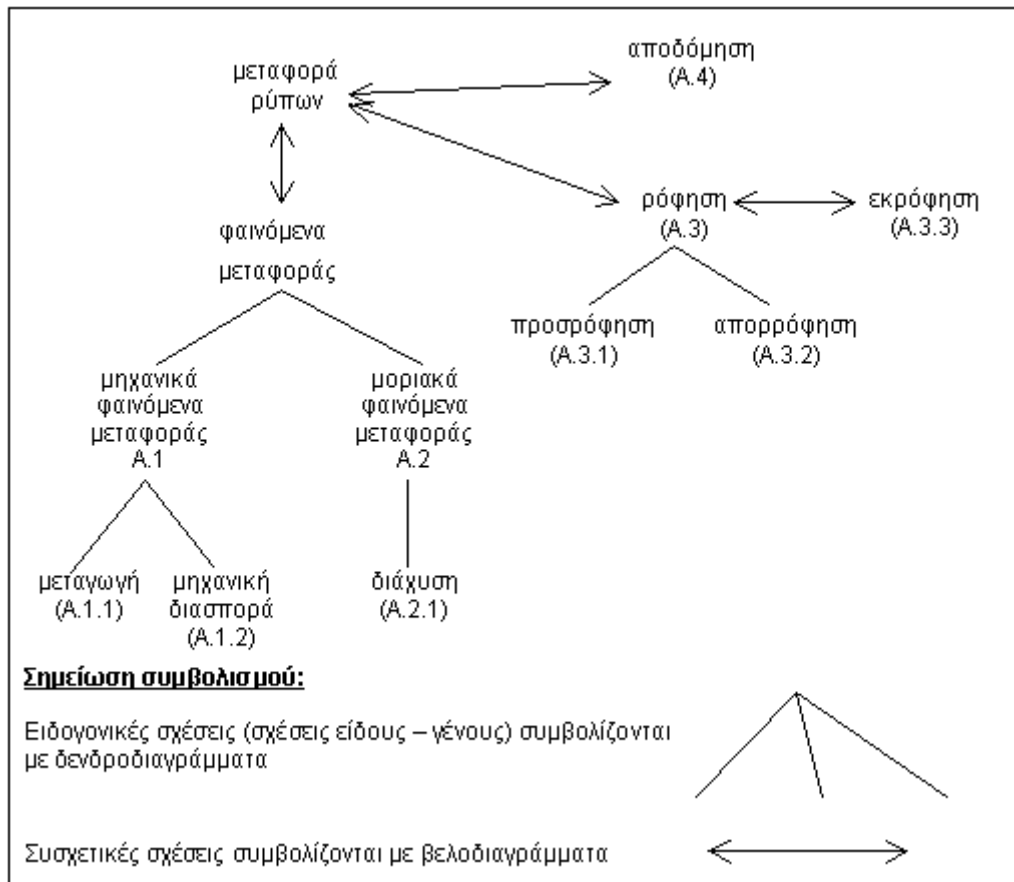 μεταφορά
ρύπων
αποδόμηση
(Α.4)
ρόφηση
(Α.3)
εκρόφηση
(Α.3.3)
φαινόμενα
μεταφοράς
προσρόφηση
(Α.3.1)
απορρόφηση
(Α.3.2)
μηχανικά
φαινόμενα
μεταφοράς
Α.1
μοριακά
φαινόμενα
μεταφοράς
Α.2
μεταγωγή
(Α.1.1)
μηχανική
διασπορά
(Α.1.2)
διάχυση
(Α.2.1)
Σημείωση συμβολισμού:
Ειδογονικές σχέσεις (σχέσεις είδους – γένους) συμβολίζονται
με δενδροδιαγράμματα
Συσχετικές σχέσεις συμβολίζονται με βελοδιαγράμματα